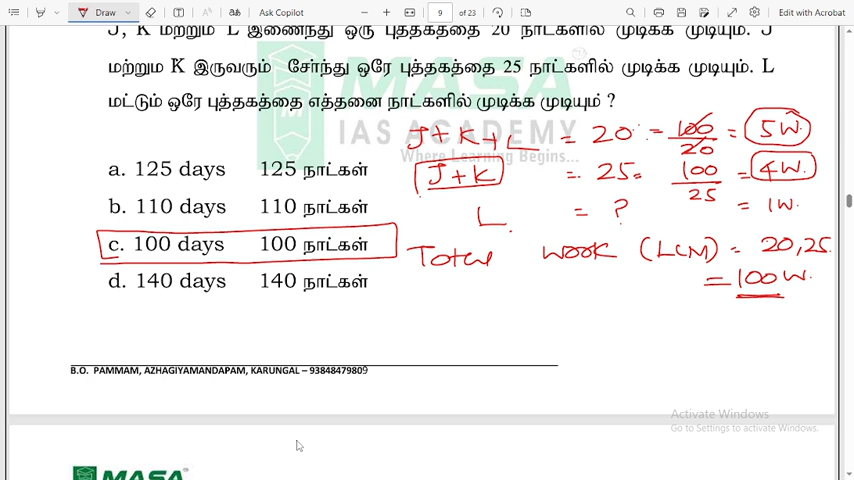 Draw
Ask Copilot
9 of 23
Edit with Acrobat
J, K மற்றும் L இணைந்து ஒரு புத்தகத்தை 20 நாட்களில் முடிக்க முடியும். J
மற்றும K இருவரும் சேர்ந்து ஒரே புத்தகத்தை 25 நாட்களில் முடிக்க முடியும். L
மட்டும் ஒரே புத்தகத்தை எத்தனை நாட்களில் முடிக்க முடியும் ?
MASA
IAS ACADEMY
Where Learning Begins...
J+K+L = 20 = 100/20 = 5W
a. 125 days 125 நாட்கள்
J+K = 25 = 100/25 = 4W.
b. 110 days 110 நாட்கள்
L = ? = 1W.
c. 100 days 100 நாட்கள்
Total work (LCM) = 20,25
d. 140 days 140 நாட்கள்
= 100W.
B.O. PAMMAM, AZHAGIYAMANDAPAM, KARUNGAL – 93848479809
Activate Windows
Go to Settings to activate Windows.
MASA